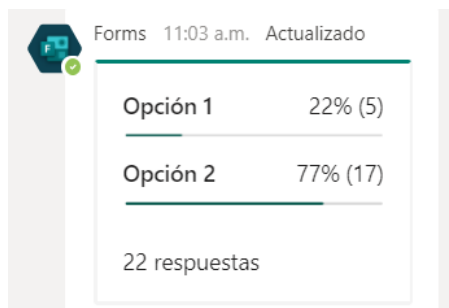 Forms 11:03 a.m. Actualizado
F
Opción 1 22% (5)
Opción 2 77% (17)
22 respuestas